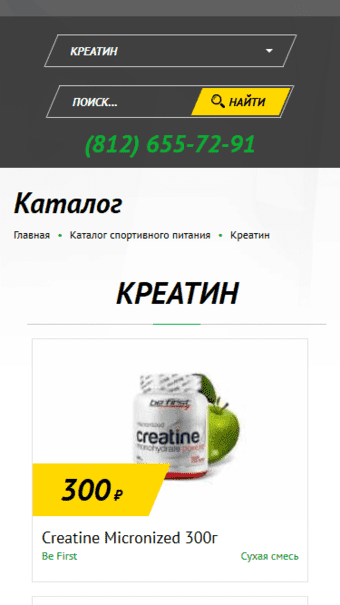 КРЕАТИН
ПОИСК...
НАЙТИ
(812) 655-72-91
Каталог
Главная • Каталог спортивного питания • Креатин
КРЕАТИН
be first
micronized
creatine
monohydrate powder
300 ₽
Creatine Micronized 300г
Be First
Сухая смесь